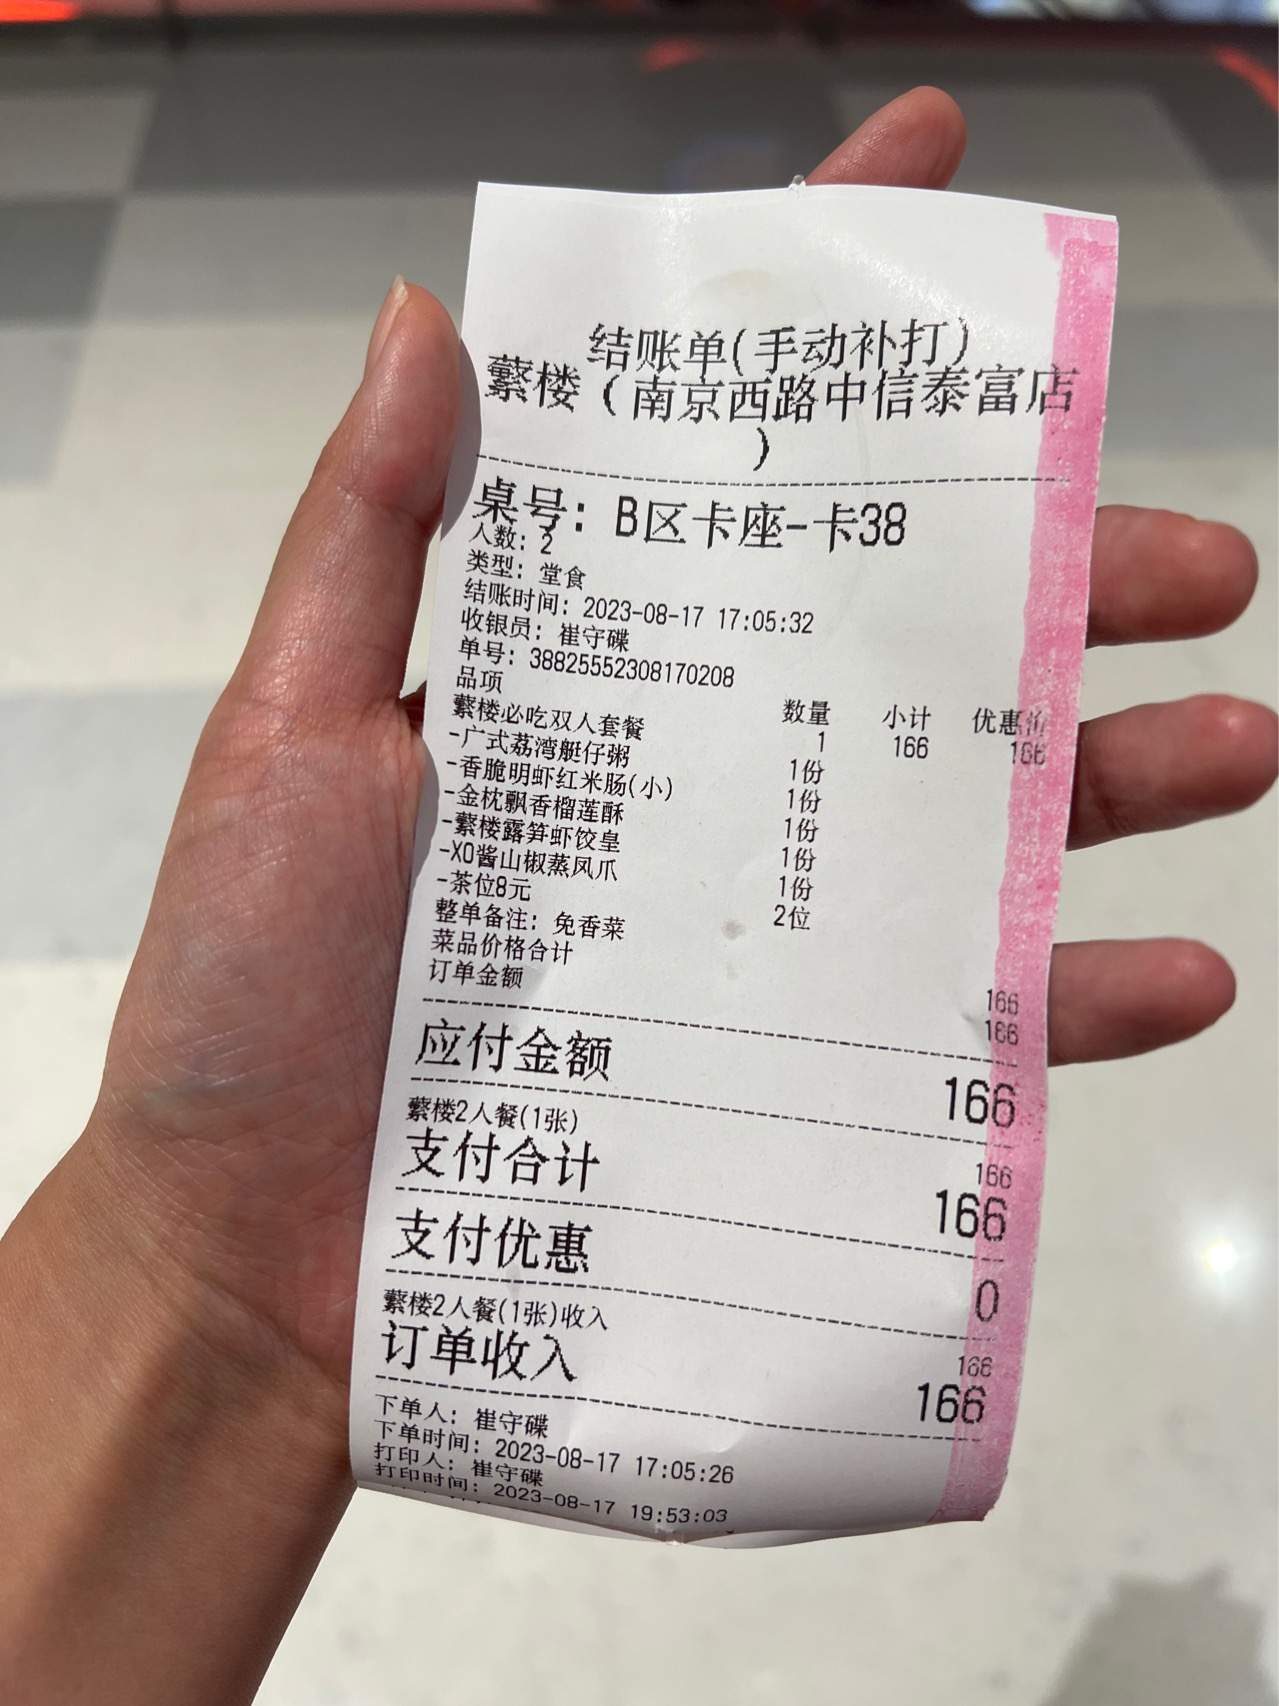 结账单(手动补打)
蘩楼（南京西路中信泰富店
）
桌号: B区卡座-卡38
人数: 2
类型: 堂食
结账时间: 2023-08-17 17:05:32
收银员: 崔守碟
单号: 38825552308170208
品项 数量 小计 优惠价
蘩楼必吃双人套餐 1 166 166
-广式荔湾艇仔粥 1份
-香脆明虾红米肠(小) 1份
-金枕飘香榴莲酥 1份
-蘩楼露笋虾饺皇 1份
-XO酱山椒蒸凤爪 1份
-茶位8元 2位
整单备注: 免香菜
菜品价格合计 166
订单金额 166
应付金额 166
蘩楼2人餐(1张) 166
支付合计 166
支付优惠 0
蘩楼2人餐(1张)收入 166
订单收入 166
下单人: 崔守碟
下单时间: 2023-08-17 17:05:26
打印人: 崔守碟
打印时间: 2023-08-17 19:53:03